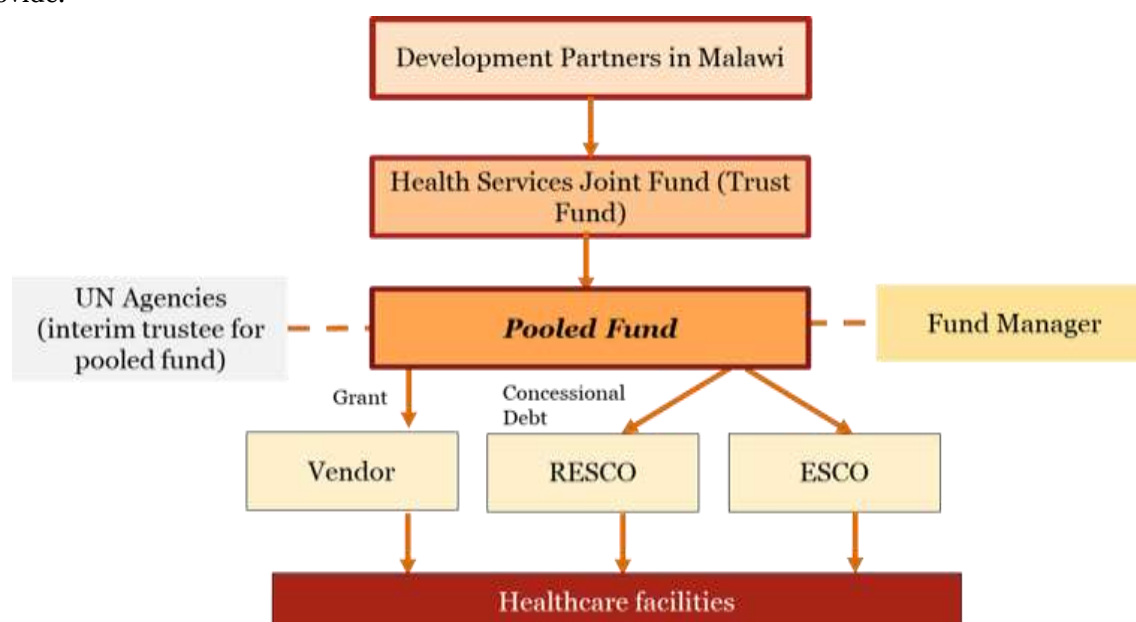 ovide.
Development Partners in Malawi
Health Services Joint Fund (Trust
Fund)
UN Agencies
(interim trustee for
pooled fund)
Pooled Fund
Fund Manager
Grant
Concessional
Debt
Vendor
RESCO
ESCO
Healthcare facilities